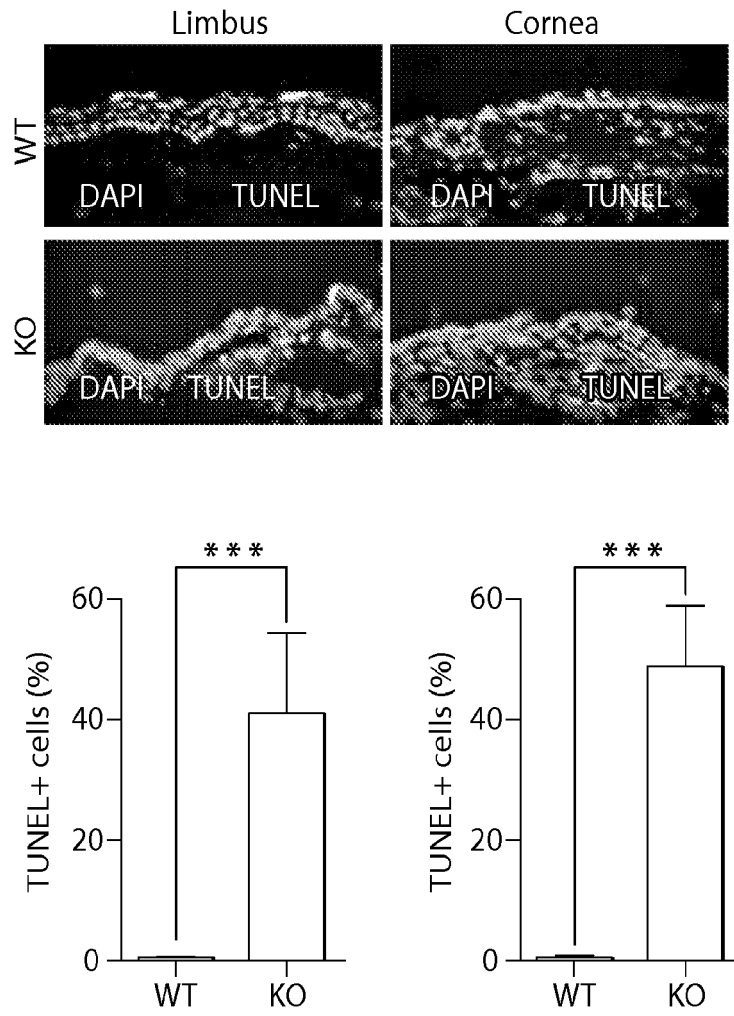 Limbus Cornea
WT
DAPI TUNEL DAPI TUNEL
KO
DAPI TUNEL DAPI TUNEL
*** ***
60 60
40 40
20 20
0 0
TUNEL+ cells (%) TUNEL+ cells (%)
WT KO WT KO